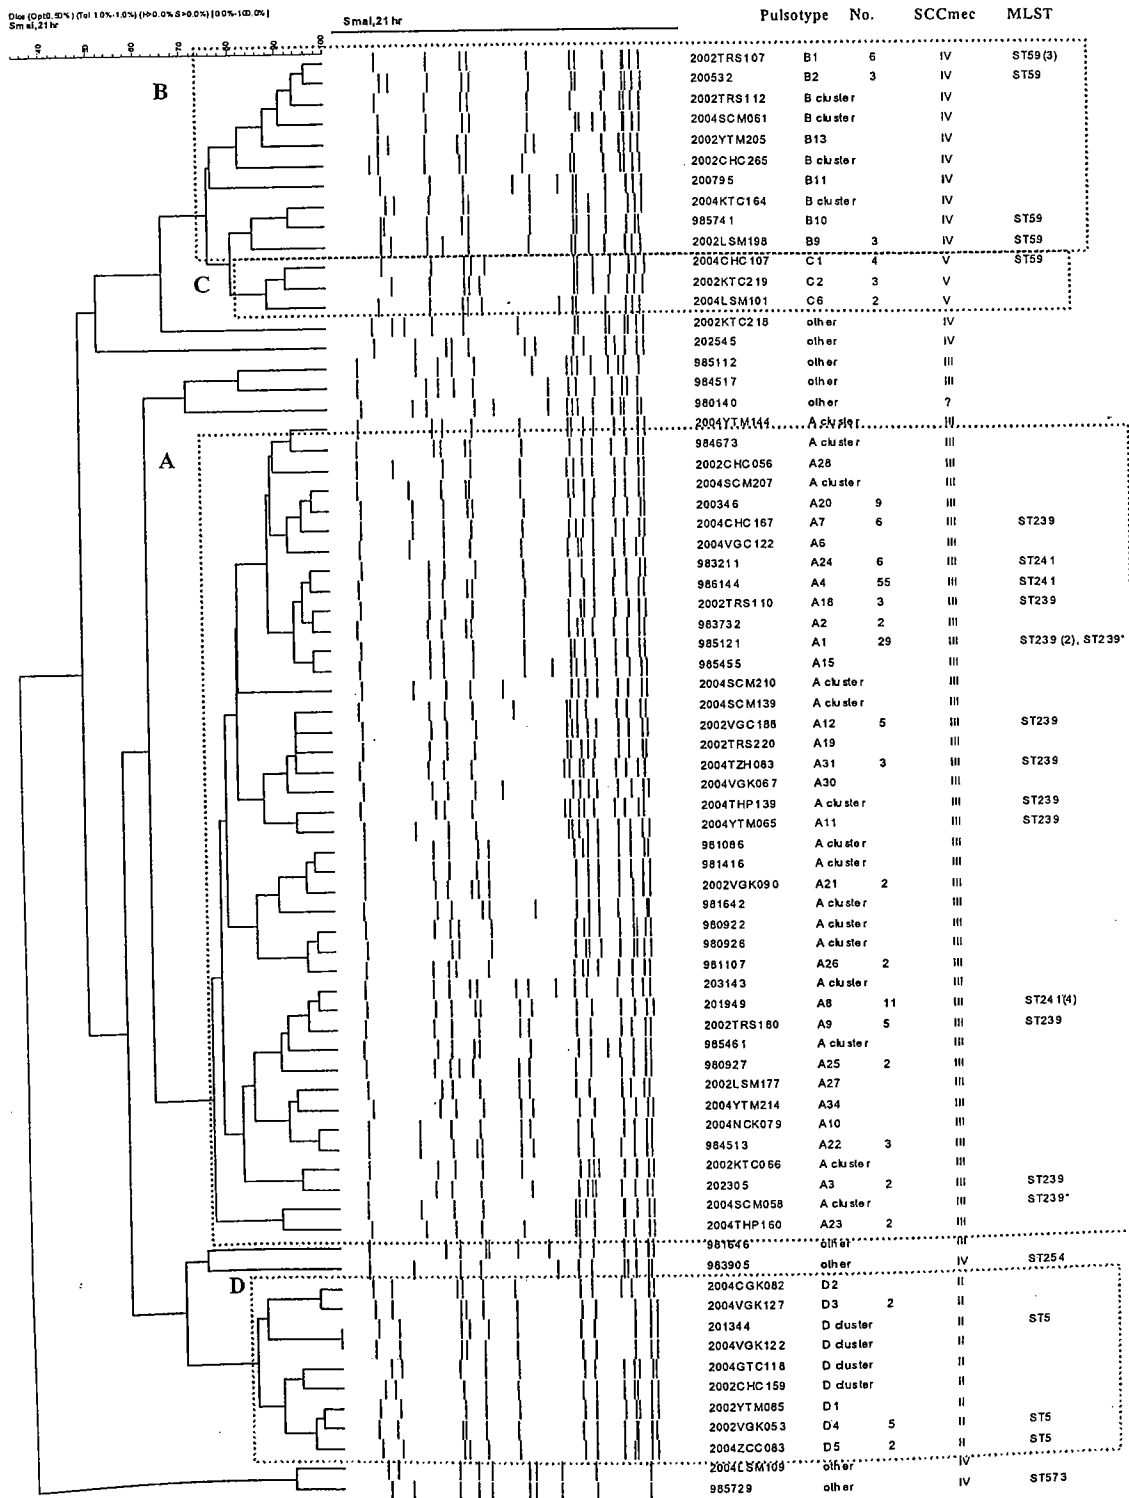 Dice (Opt:0.50%) (Tol 1.0%-1.0%) (H>0.0% S>0.0%) [0.0%-100.0%]
SmaI,21 hr
SmaI,21 hr
Pulsotype No. SCCmec MLST
40 50 60 70 80 90 100
B
2002TRS107 B1 6 IV ST59 (3)
200532 B2 3 IV ST59
2002TRS112 B cluster IV
2004SCM061 B cluster IV
2002YTM205 B13 IV
2002CHC265 B cluster IV
200795 B11 IV
2004KTC164 B cluster IV
985741 B10 IV ST59
2002LSM198 B9 3 IV ST59
C
2004CHC107 C1 4 V ST59
2002KTC219 C2 3 V
2004LSM101 C6 2 V
2002KTC218 other IV
202545 other IV
985112 other III
984517 other III
980140 other ?
2004YTM144 A cluster III
A
984673 A cluster III
2002CHC056 A28 III
2004SCM207 A cluster III
200346 A20 9 III
2004CHC167 A7 6 III ST239
2004VGC122 A6 III
983211 A24 6 III ST241
986144 A4 55 III ST241
2002TRS110 A18 3 III ST239
983732 A2 2 III
985121 A1 29 III ST239 (2), ST239*
985455 A15 III
2004SCM210 A cluster III
2004SCM139 A cluster III
2002VGC188 A12 5 III ST239
2002TRS220 A19 III
2004TZH083 A31 3 III ST239
2004VGK067 A30 III
2004THP139 A cluster III ST239
2004YTM065 A11 III ST239
981086 A cluster III
981416 A cluster III
2002VGK090 A21 2 III
981642 A cluster III
980922 A cluster III
980926 A cluster III
981107 A26 2 III
203143 A cluster III
201949 A8 11 III ST241(4)
2002TRS180 A9 5 III ST239
985461 A cluster III
980927 A25 2 III
2002LSM177 A27 III
2004YTM214 A34 III
2004NCK079 A10 III
984513 A22 3 III
2002KTC066 A cluster III
202305 A3 2 III ST239
2004SCM058 A cluster III ST239*
2004THP160 A23 2 III
981646 other III
983905 other IV ST254
D
2004CGK082 D2 II
2004VGK127 D3 2 II
201344 D cluster II ST5
2004VGK122 D cluster II
2004GTC118 D cluster II
2002CHC159 D cluster II
2002YTM085 D1 II
2002VGK053 D4 5 II ST5
2004ZCC083 D5 2 II ST5
2004LSM109 other IV
985729 other IV ST573